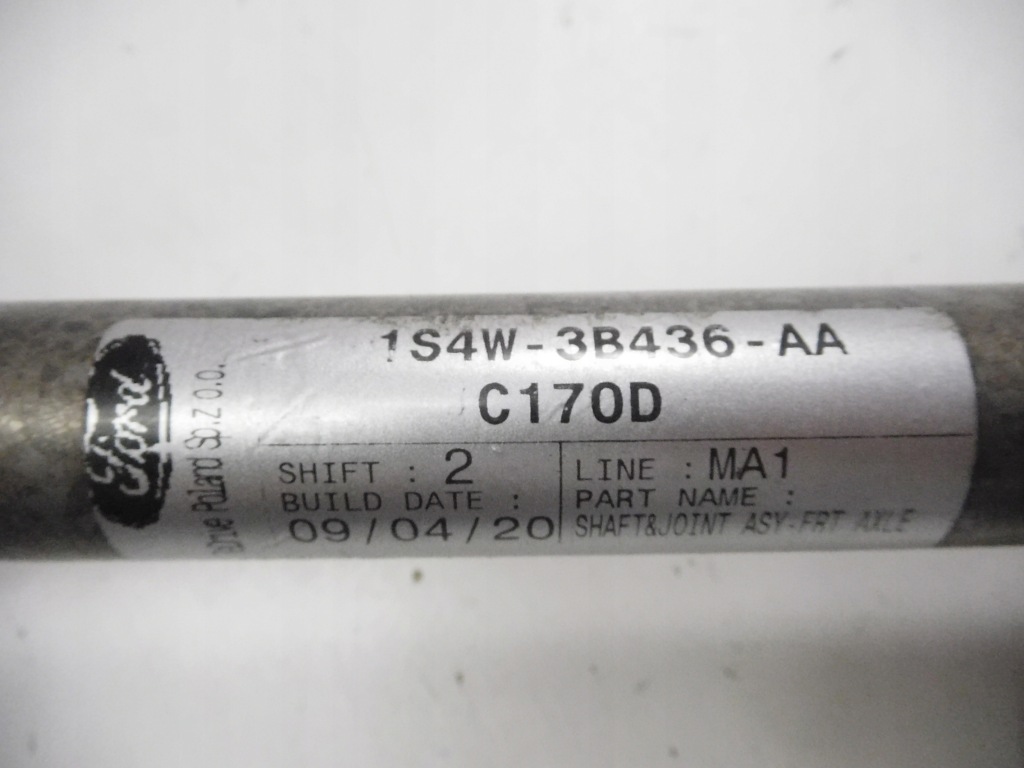 Ford
Poland Sp.Z o.o.
1S4W-3B436-AA
C170D
SHIFT : 2
BUILD DATE :
09/04/20
LINE : MA1
PART NAME :
SHAFT&JOINT ASY-FRT AXLE